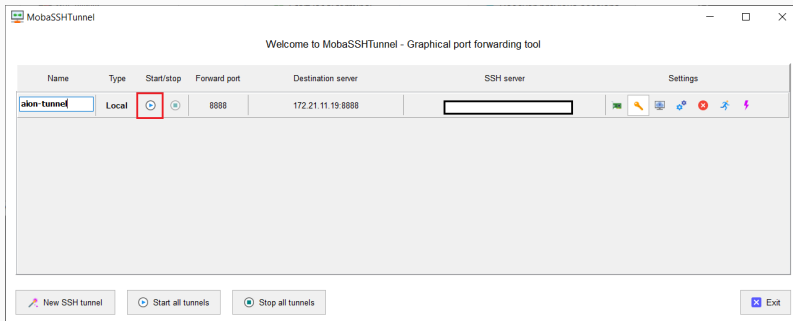 MobaSSHTunnel
Welcome to MobaSSHTunnel - Graphical port forwarding tool
Name Type Start/stop Forward port Destination server SSH server Settings
aion-tunnel Local 8888 172.21.11.19:8888
New SSH tunnel Start all tunnels Stop all tunnels Exit